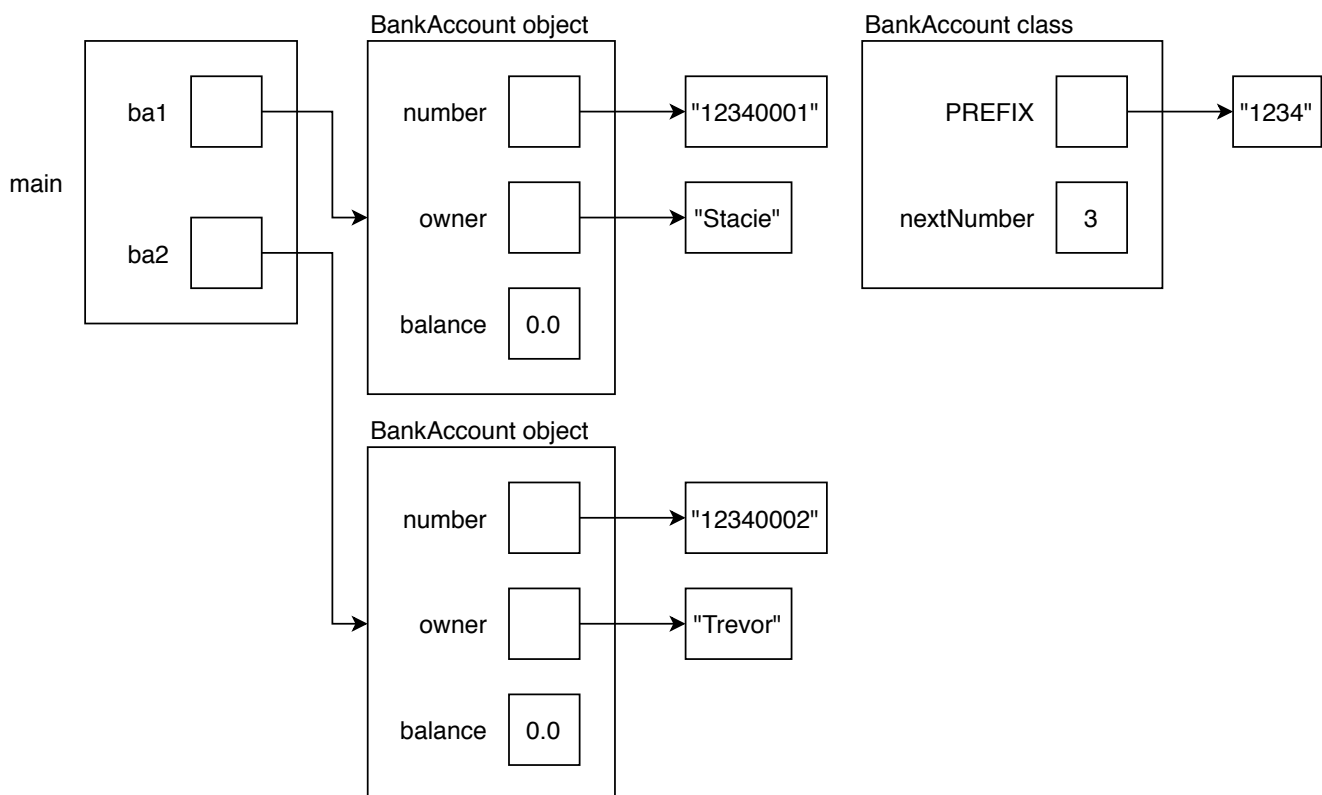 BankAccount object
BankAccount class
main
ba1
ba2
number
"12340001"
owner
"Stacie"
balance
0.0
PREFIX
"1234"
nextNumber
3
BankAccount object
number
"12340002"
owner
"Trevor"
balance
0.0